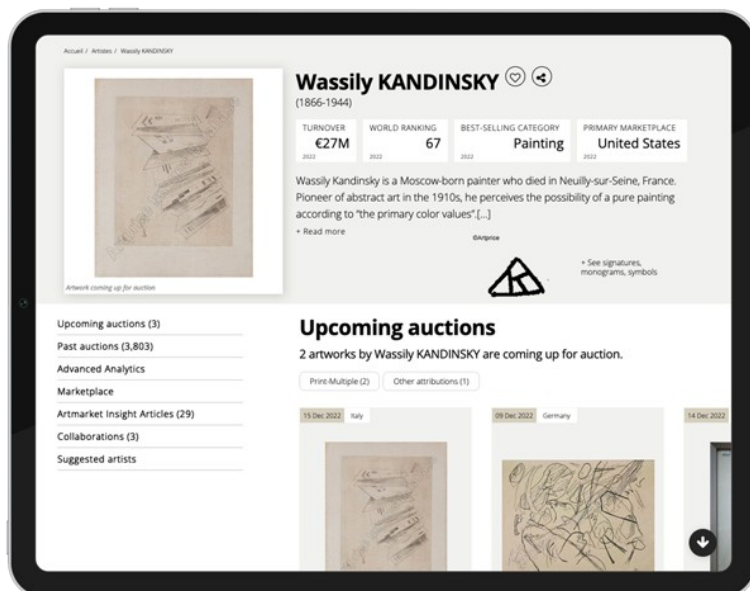 Accueil / Artistes / Wassily KANDINSKY
Wassily KANDINSKY
(1866-1944)
TURNOVER
€27M
2022
WORLD RANKING
67
2022
BEST-SELLING CATEGORY
Painting
2022
PRIMARY MARKETPLACE
United States
2022
Wassily Kandinsky is a Moscow-born painter who died in Neuilly-sur-Seine, France.
Pioneer of abstract art in the 1910s, he perceives the possibility of a pure painting
according to “the primary color values”.[...]
+ Read more
©Artprice
+ See signatures,
monograms, symbols
Artwork coming up for auction
Upcoming auctions (3)
Past auctions (3,803)
Advanced Analytics
Marketplace
Artmarket Insight Articles (29)
Collaborations (3)
Suggested artists
Upcoming auctions
2 artworks by Wassily KANDINSKY are coming up for auction.
Print-Multiple (2)
Other attributions (1)
15 Dec 2022 Italy
09 Dec 2022 Germany
14 Dec 2022